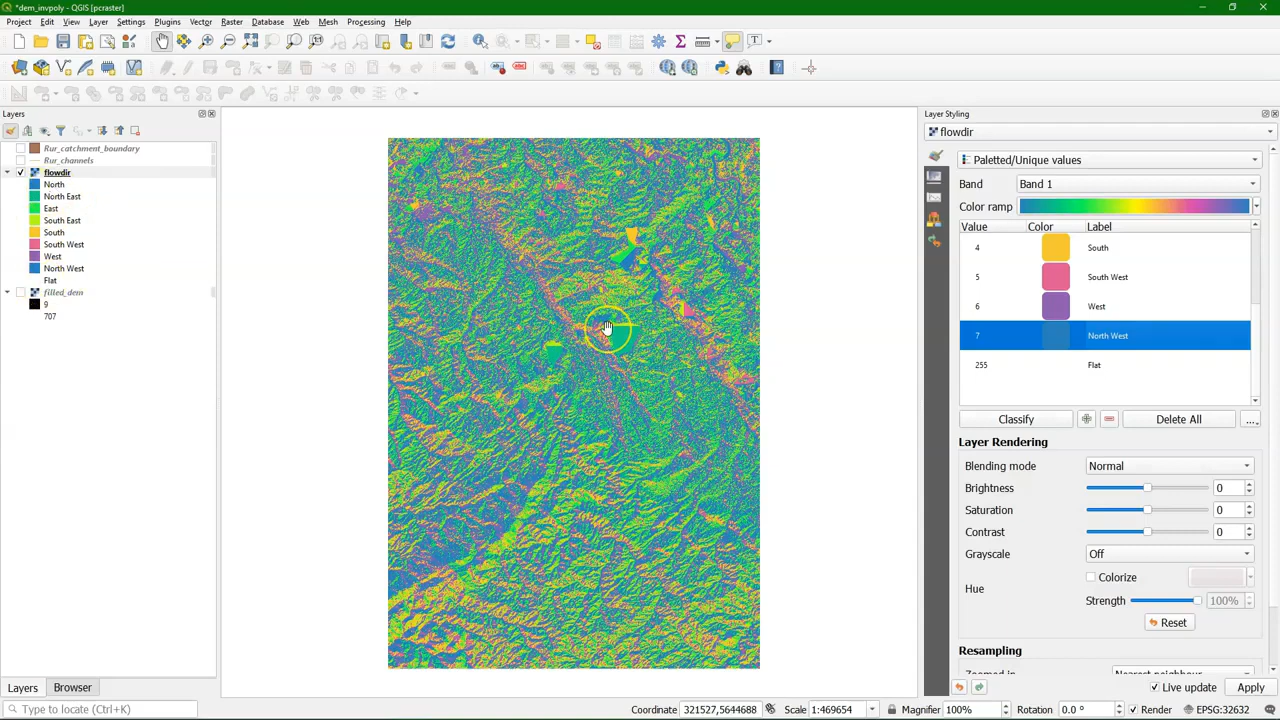 *dem_invpoly - QGIS [pcraster]
Project Edit View Layer Settings Plugins Vector Raster Database Web Mesh Processing Help
Layers
Rur_catchment_boundary
Rur_channels
flowdir
North
North East
East
South East
South
South West
West
North West
Flat
filled_dem
9
707
Layers Browser
Type to locate (Ctrl+K)
Layer Styling
flowdir
Paletted/Unique values
Band Band 1
Color ramp
Value Color Label
4 South
5 South West
6 West
7 North West
255 Flat
Classify Delete All ...
Layer Rendering
Blending mode Normal
Brightness 0
Saturation 0
Contrast 0
Grayscale Off
Hue Colorize
Strength 100%
Reset
Resampling
Zoomed in Nearest neighbour
Live update Apply
Coordinate 321527,5644688 Scale 1:469654 Magnifier 100% Rotation 0.0 ° Render EPSG:32632